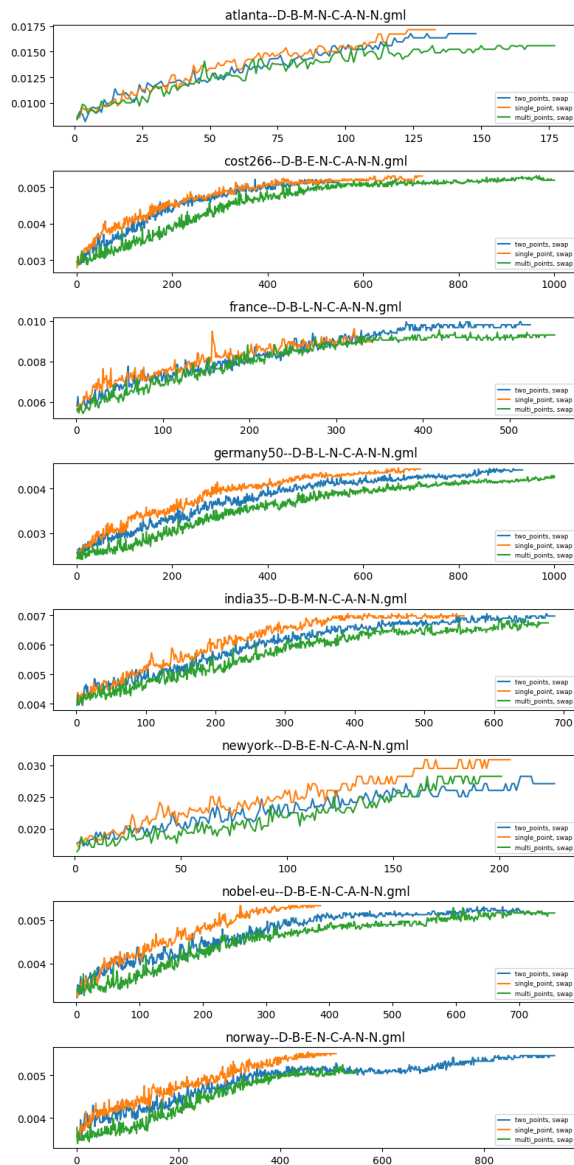 atlanta--D-B-M-N-C-A-N-N.gml
0.0175
0.0150
0.0125
0.0100
two_points, swap
single_point, swap
multi_points, swap
0 25 50 75 100 125 150 175
cost266--D-B-E-N-C-A-N-N.gml
0.005
0.004
0.003
two_points, swap
single_point, swap
multi_points, swap
0 200 400 600 800 1000
france--D-B-L-N-C-A-N-N.gml
0.010
0.008
0.006
two_points, swap
single_point, swap
multi_points, swap
0 100 200 300 400 500
germany50--D-B-L-N-C-A-N-N.gml
0.004
0.003
two_points, swap
single_point, swap
multi_points, swap
0 200 400 600 800 1000
india35--D-B-M-N-C-A-N-N.gml
0.007
0.006
0.005
0.004
two_points, swap
single_point, swap
multi_points, swap
0 100 200 300 400 500 600 700
newyork--D-B-E-N-C-A-N-N.gml
0.030
0.025
0.020
two_points, swap
single_point, swap
multi_points, swap
0 50 100 150 200
nobel-eu--D-B-E-N-C-A-N-N.gml
0.005
0.004
two_points, swap
single_point, swap
multi_points, swap
0 100 200 300 400 500 600 700
norway--D-B-E-N-C-A-N-N.gml
0.005
0.004
two_points, swap
single_point, swap
multi_points, swap
0 200 400 600 800